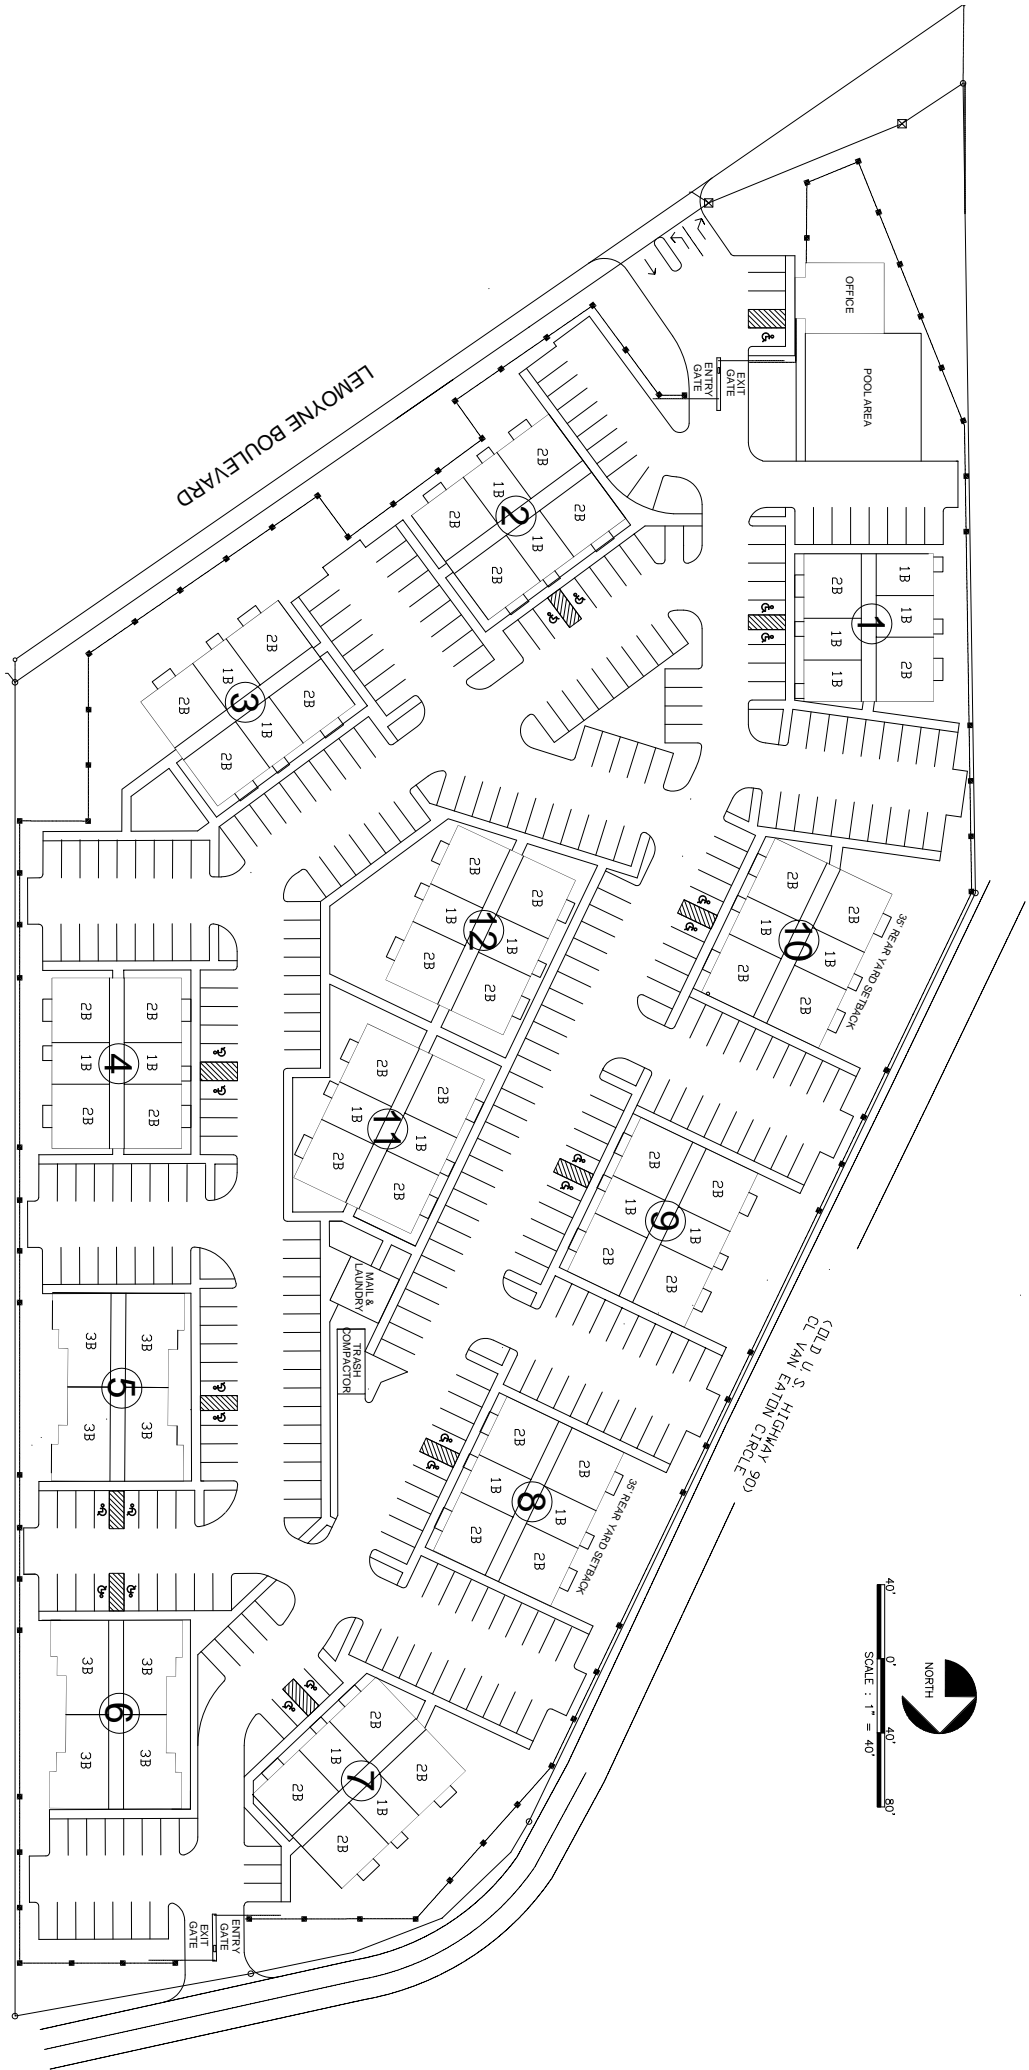 OFFICE
POOL AREA
EXIT
GATE
ENTRY
GATE
LEMOYNE BOULEVARD
1
1B
1B
2B
2B
1B
1B
2
2B
1B
2B
2B
1B
2B
3
2B
1B
2B
2B
1B
2B
4
2B
1B
2B
2B
1B
2B
5
3B
3B
3B
3B
6
3B
3B
3B
3B
7
2B
1B
2B
2B
1B
2B
8
2B
1B
2B
2B
1B
2B
35' REAR YARD SETBACK
9
2B
1B
2B
2B
1B
2B
10
2B
1B
2B
2B
1B
2B
35' REAR YARD SETBACK
11
2B
1B
2B
2B
1B
2B
12
2B
1B
2B
2B
1B
2B
MAIL &
LAUNDRY
TRASH
COMPACTOR
(OLD U. S. HIGHWAY 90)
CL VAN EATON CIRCLE
ENTRY
GATE
EXIT
GATE
NORTH
40' 0' 40' 80'
SCALE : 1" = 40'